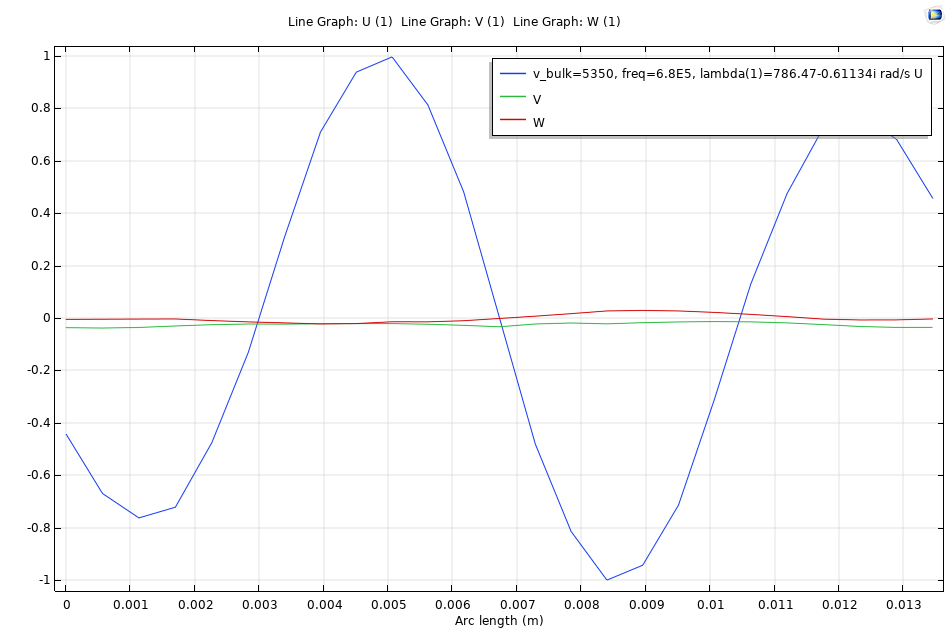 Line Graph: U (1)  Line Graph: V (1)  Line Graph: W (1)
v_bulk=5350, freq=6.8E5, lambda(1)=786.47-0.61134i rad/s U
V
W
1
0.8
0.6
0.4
0.2
0
-0.2
-0.4
-0.6
-0.8
-1
0 0.001 0.002 0.003 0.004 0.005 0.006 0.007 0.008 0.009 0.01 0.011 0.012 0.013
Arc length (m)